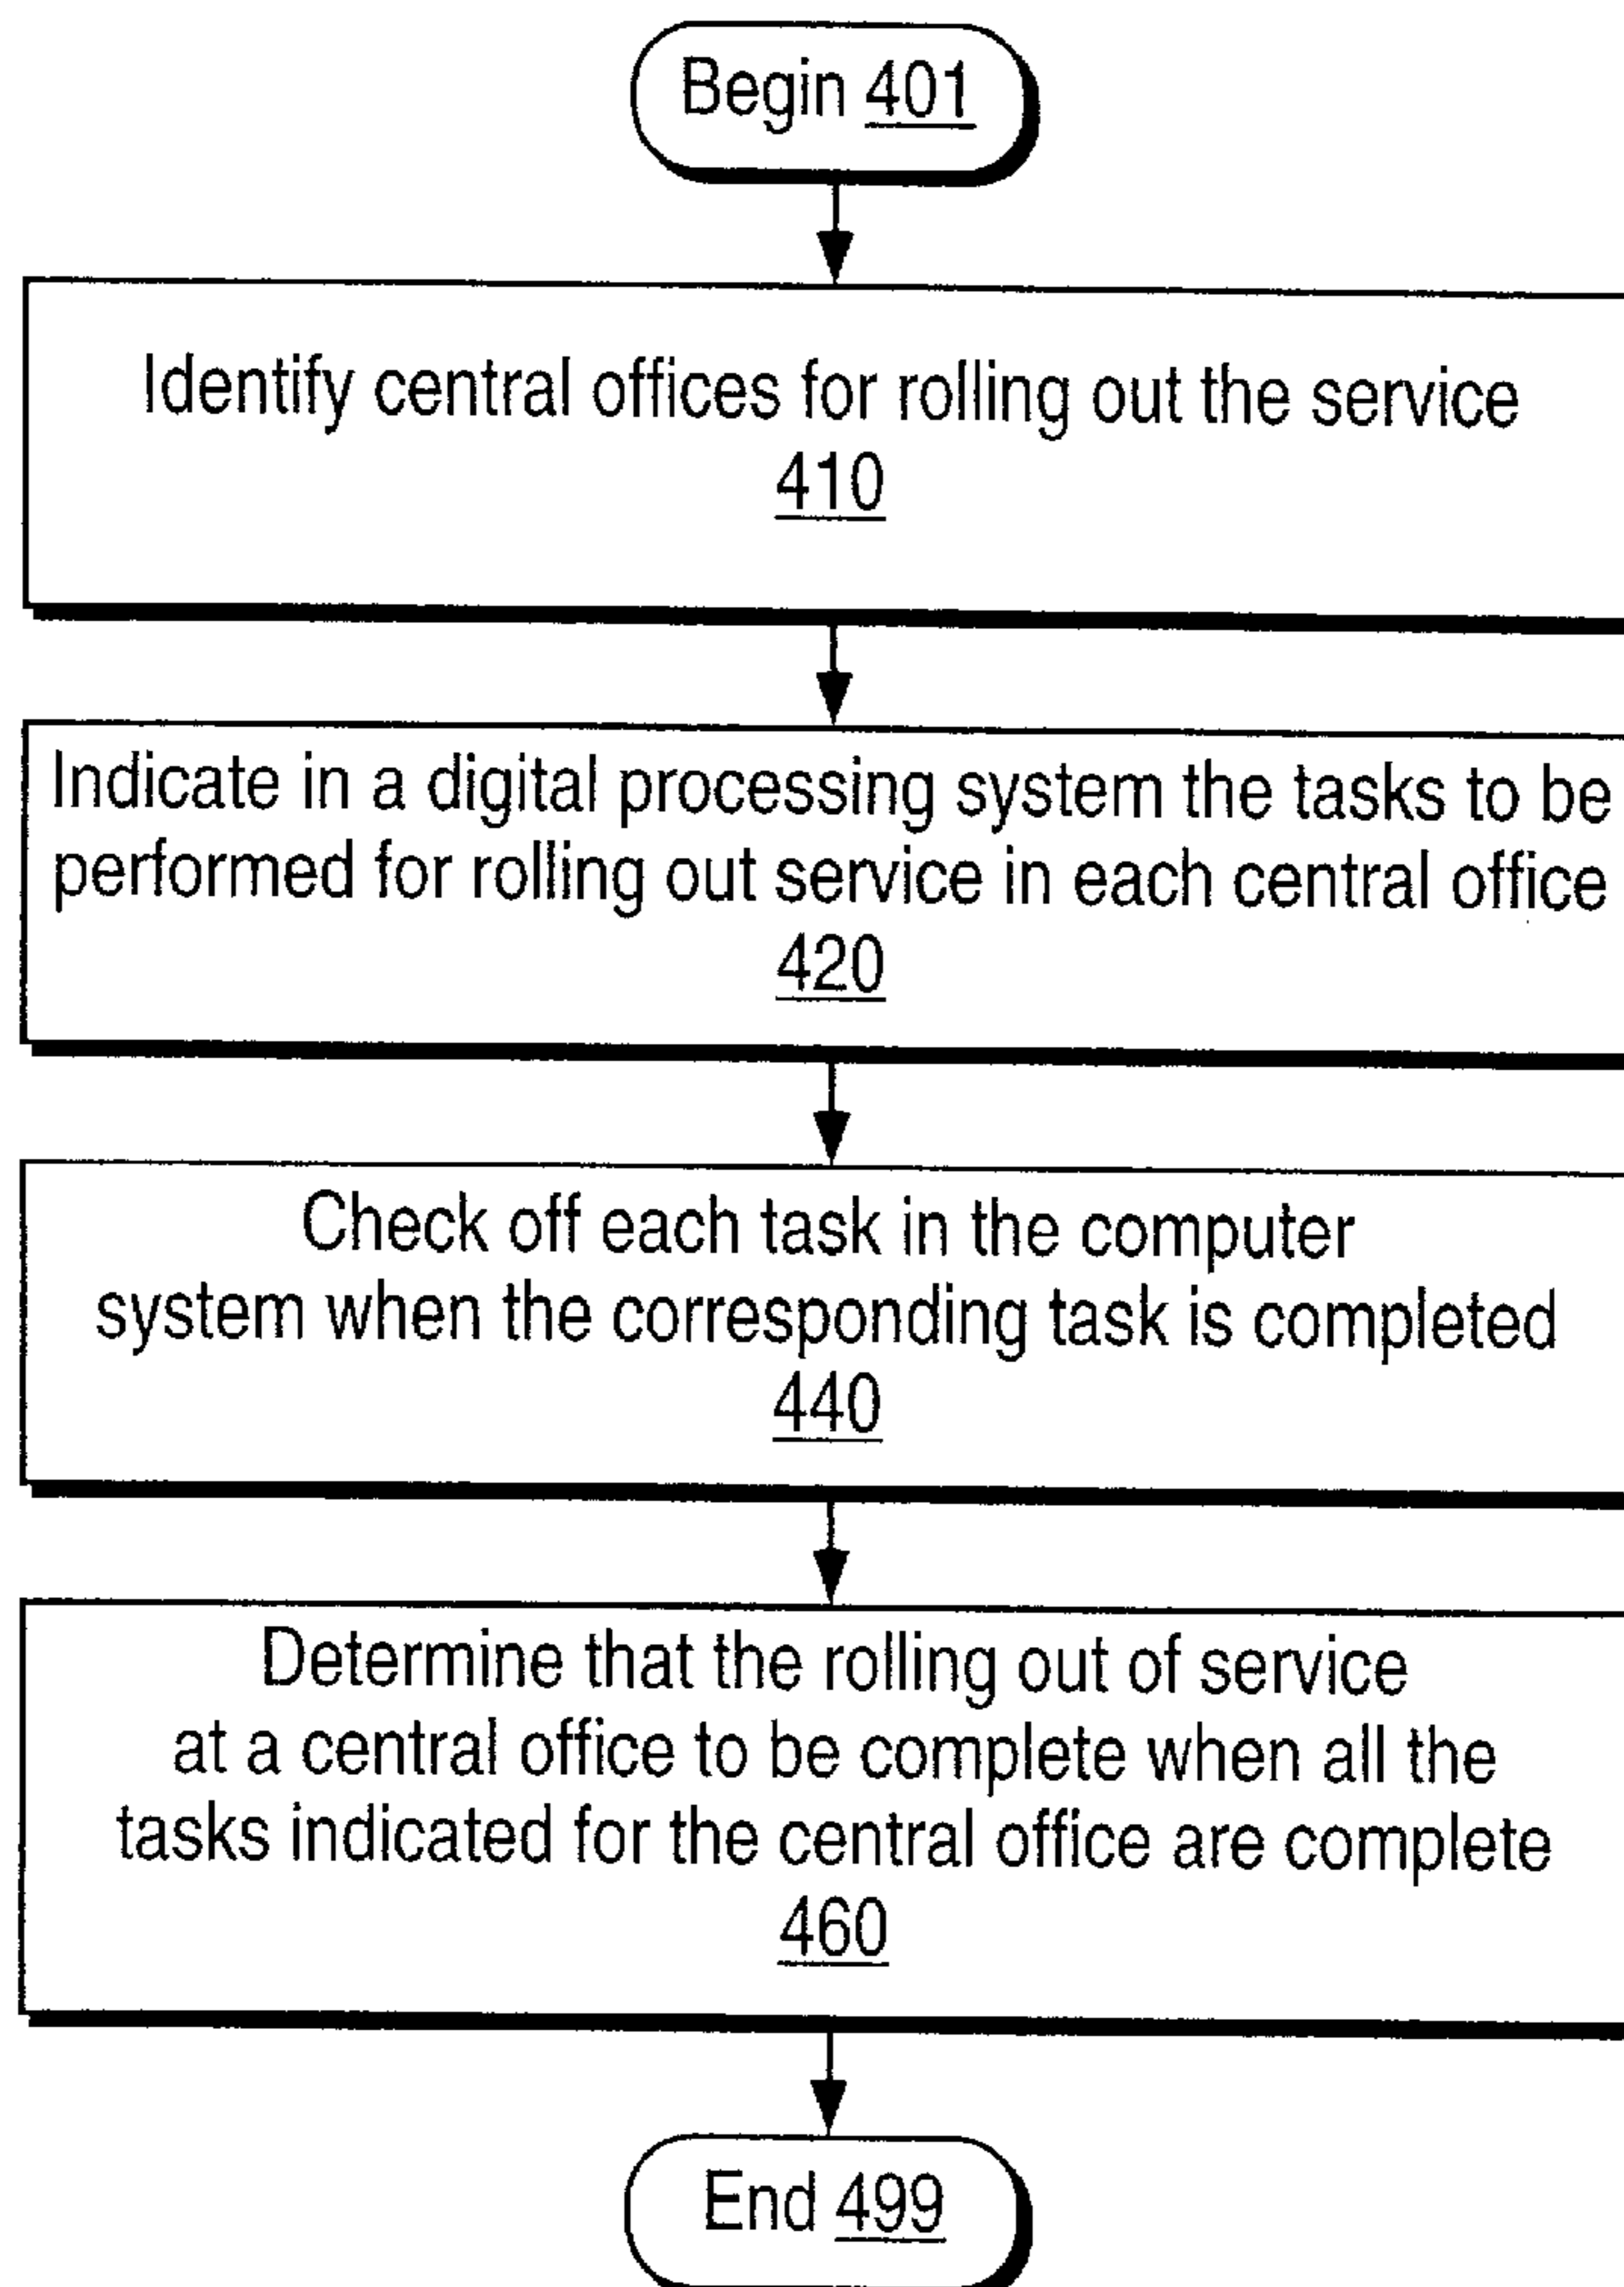 Begin 401
Identify central offices for rolling out the service
410
Indicate in a digital processing system the tasks to be
performed for rolling out service in each central office
420
Check off each task in the computer
system when the corresponding task is completed
440
Determine that the rolling out of service
at a central office to be complete when all the
tasks indicated for the central office are complete
460
End 499